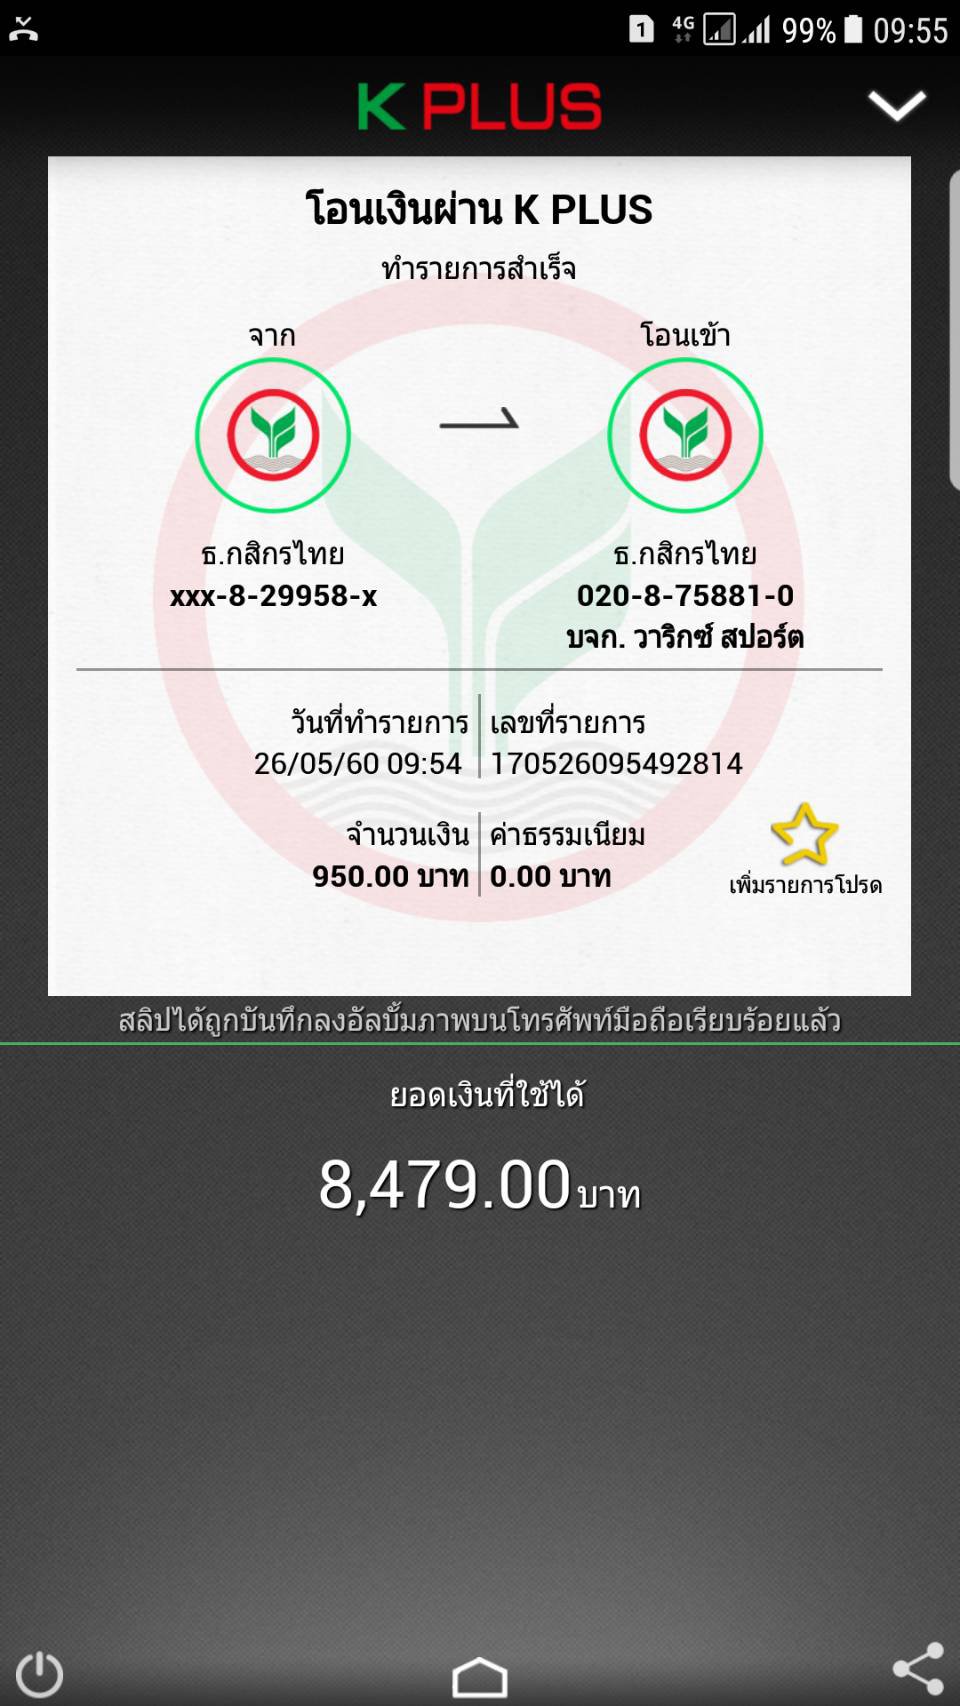 1 4G 99% 09:55
K PLUS
โอนเงินผ่าน K PLUS
ทำรายการสำเร็จ
จาก
โอนเข้า
ธ.กสิกรไทย
xxx-8-29958-x
ธ.กสิกรไทย
020-8-75881-0
บจก. วาริกซ์ สปอร์ต
วันที่ทำรายการ
26/05/60 09:54
เลขที่รายการ
170526095492814
จำนวนเงิน
950.00 บาท
ค่าธรรมเนียม
0.00 บาท
เพิ่มรายการโปรด
สลิปได้ถูกบันทึกลงอัลบั้มภาพบนโทรศัพท์มือถือเรียบร้อยแล้ว
ยอดเงินที่ใช้ได้
8,479.00 บาท